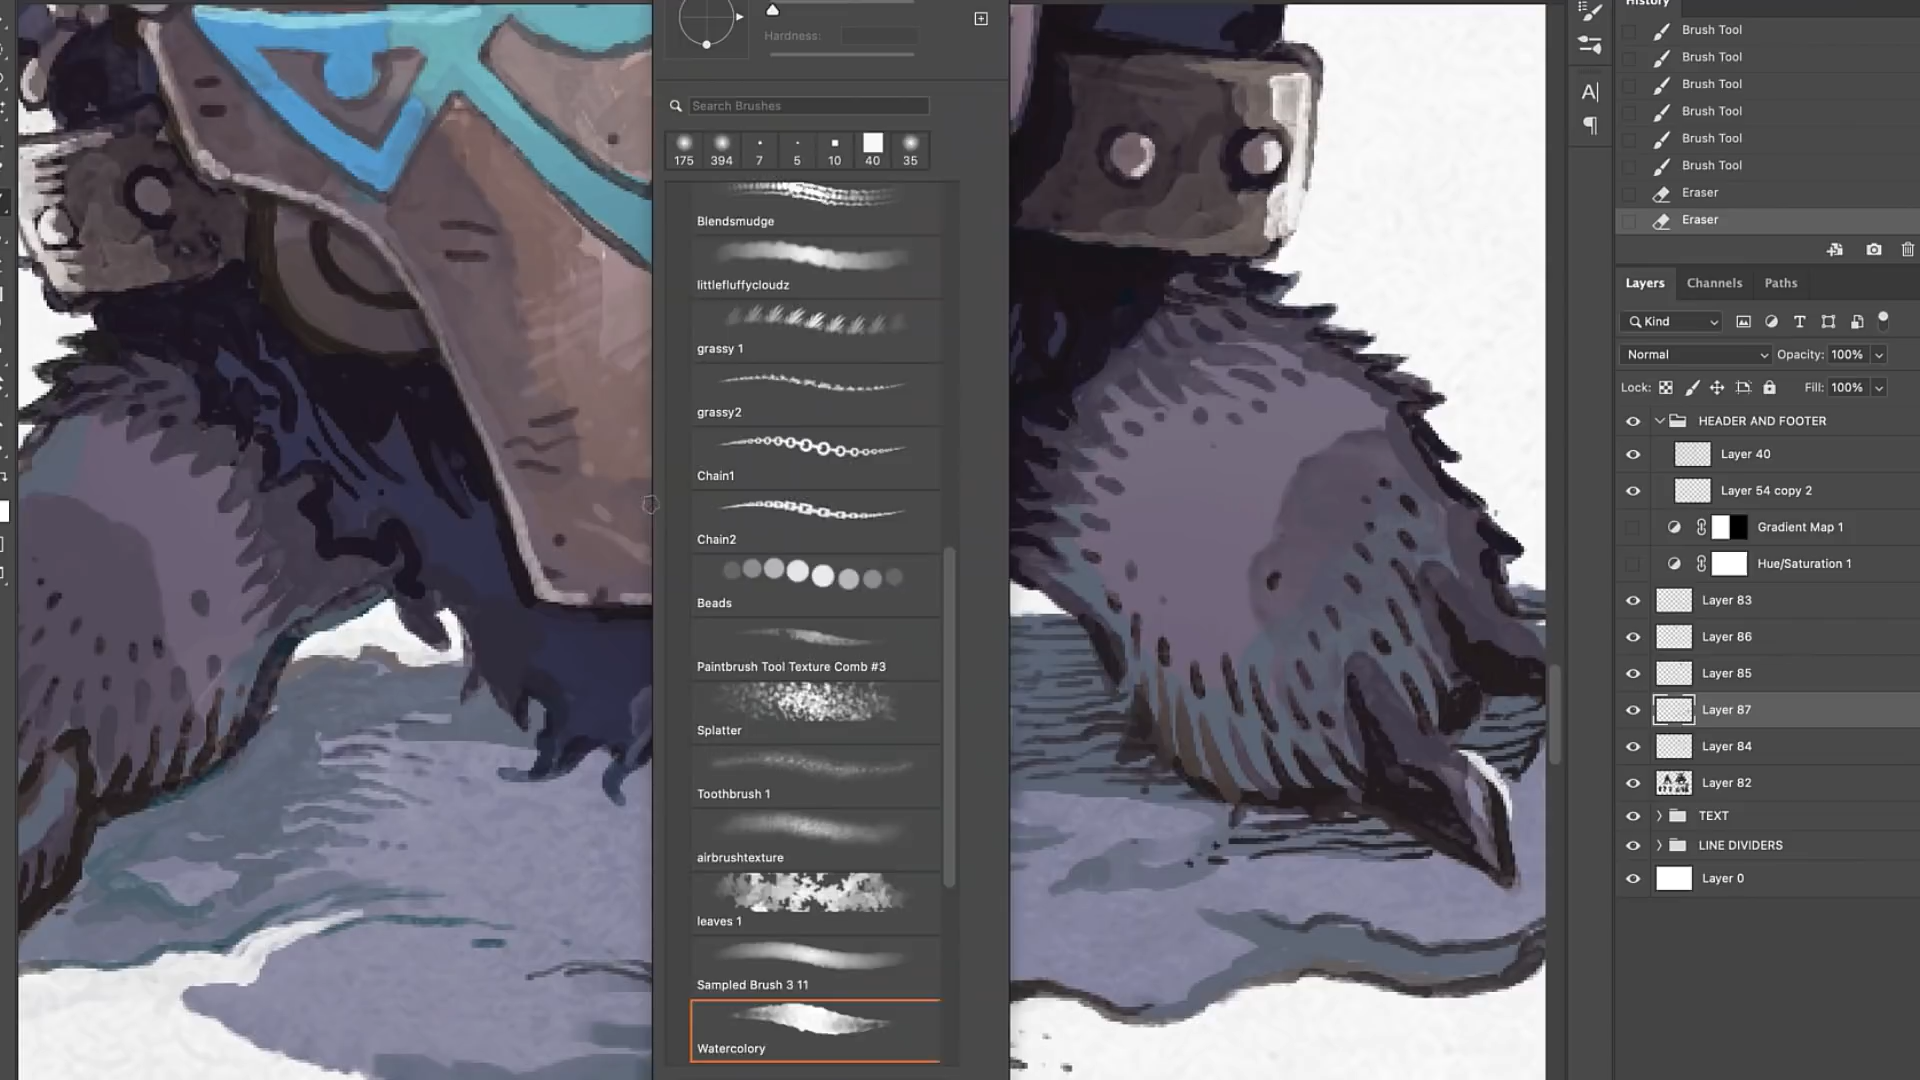 Hardness:
Search Brushes
175 394 7 5 10 40 35
Blendsmudge
littlefluffycloudz
grassy 1
grassy2
Chain1
Chain2
Beads
Paintbrush Tool Texture Comb #3
Splatter
Toothbrush 1
airbrushtexture
leaves 1
Sampled Brush 3 11
Watercolory
A
History
Brush Tool
Brush Tool
Brush Tool
Brush Tool
Brush Tool
Brush Tool
Eraser
Eraser
Layers Channels Paths
Kind
Normal Opacity: 100%
Lock: Fill: 100%
HEADER AND FOOTER
Layer 40
Layer 54 copy 2
Gradient Map 1
Hue/Saturation 1
Layer 83
Layer 86
Layer 85
Layer 87
Layer 84
Layer 82
TEXT
LINE DIVIDERS
Layer 0